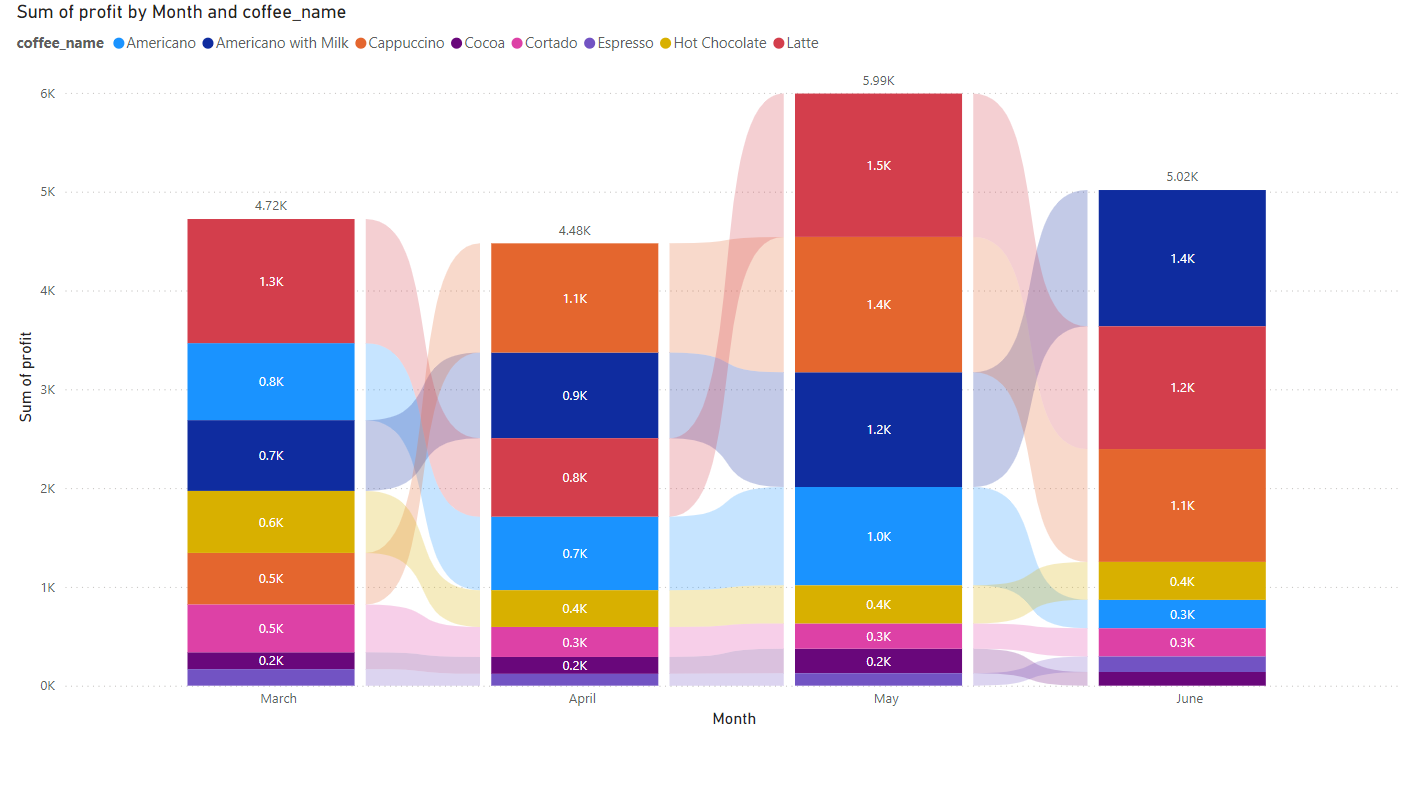 Sum of profit by Month and coffee_name
coffee_name Americano Americano with Milk Cappuccino Cocoa Cortado Espresso Hot Chocolate Latte
5.99K
6K
1.5K
5.02K
5K
4.72K
4.48K
1.4K
1.3K
4K
1.1K
1.4K
Sum of profit
0.8K
3K
0.9K
1.2K
1.2K
0.7K
0.8K
2K
0.6K
1.1K
1.0K
0.7K
1K
0.5K
0.4K
0.4K
0.4K
0.3K
0.5K
0.3K
0.3K
0.3K
0.2K
0.2K
0.2K
0K
March April May June
Month